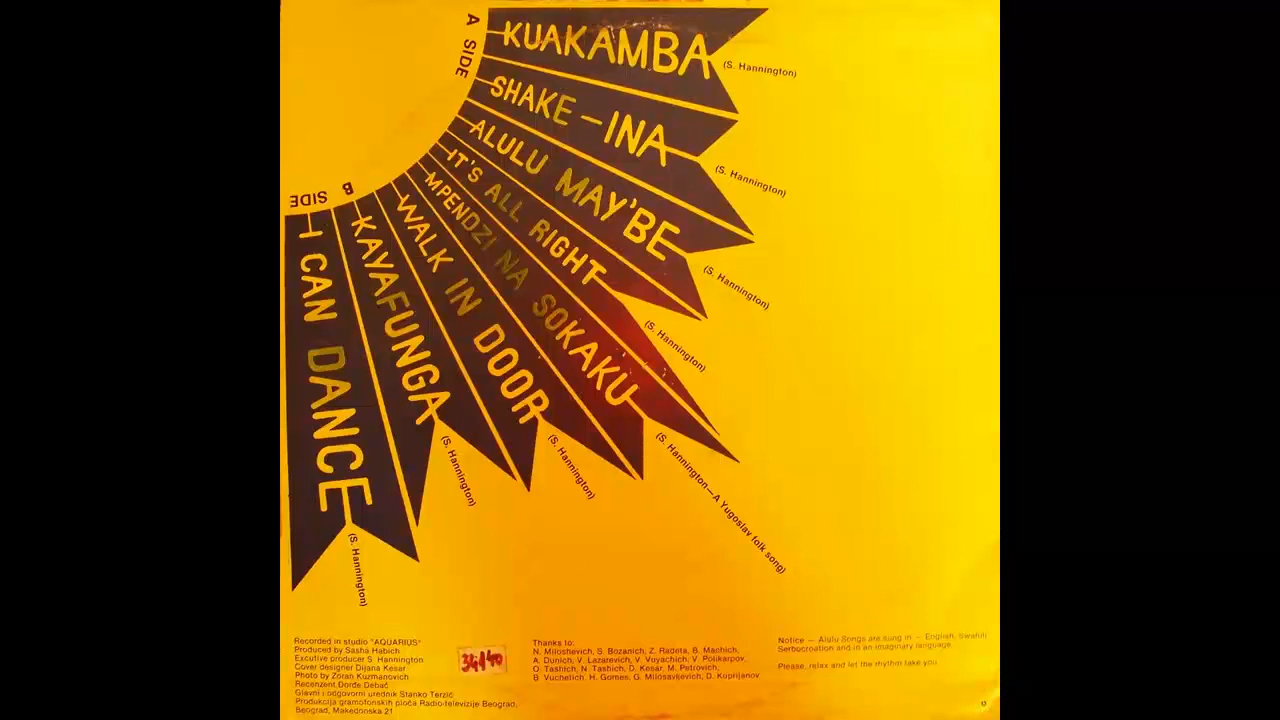 A SIDE
KUAKAMBA
(S. Hannington)
SHAKE-INA
(S. Hannington)
ALULU MAY'BE
(S. Hannington)
IT'S ALL RIGHT
(S. Hannington)
MPENDZI NA SOKAKU
(S. Hannington—A Yugoslav folk song)
WALK IN DOOR
(S. Hannington)
KAYAFUNGA
(S. Hannington)
I CAN DANCE
(S. Hannington)
B SIDE
Recorded in studio "AQUARIUS"
Produced by Sasha Habich
Excutive producer S. Hannington
Cover designer Dijana Kesar
Photo by Zoran Kuzmanovich
Recenzent Đorđe Debač
Glavni i odgovorni urednik Stanko Terzić
Produkcija gramofonskih ploča Radio-televizije Beograd,
Beograd, Makedonska 21
34140
Thanks to:
N. Miloshevich, S. Bozanich, Z. Radeta, B. Mashich,
A. Dunich, V. Lazarevich, V. Vuyachich, V. Polikarpov,
O. Tashich, N. Tashich, D. Kesar, M. Petrovich,
B. Vuchetich, H. Gomes, G. Milosavljevich, D. Kuprijanov
Notice — Alulu Songs are sung in — English, Swafuli
Serbocroation and in an imaginary language
Please, relax and let the rhythm take you